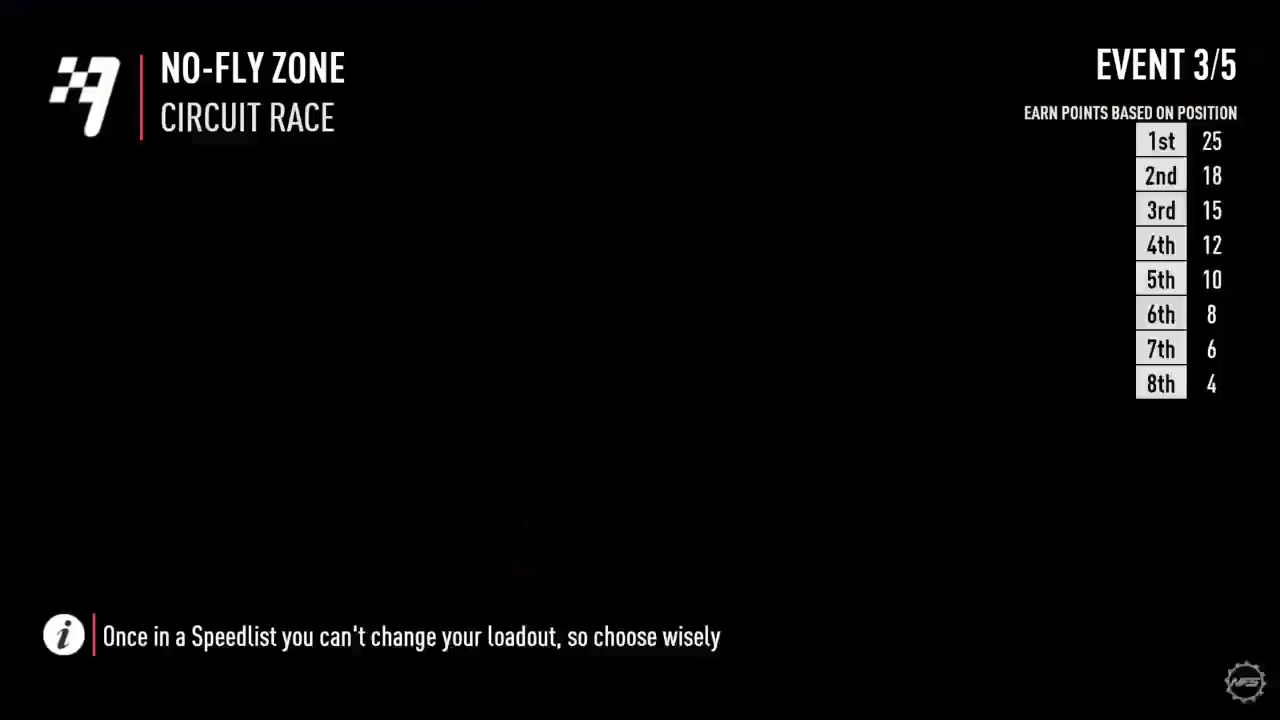 NO-FLY ZONE
CIRCUIT RACE
EVENT 3/5
EARN POINTS BASED ON POSITION
1st 25
2nd 18
3rd 15
4th 12
5th 10
6th 8
7th 6
8th 4
i Once in a Speedlist you can't change your loadout, so choose wisely
NFS